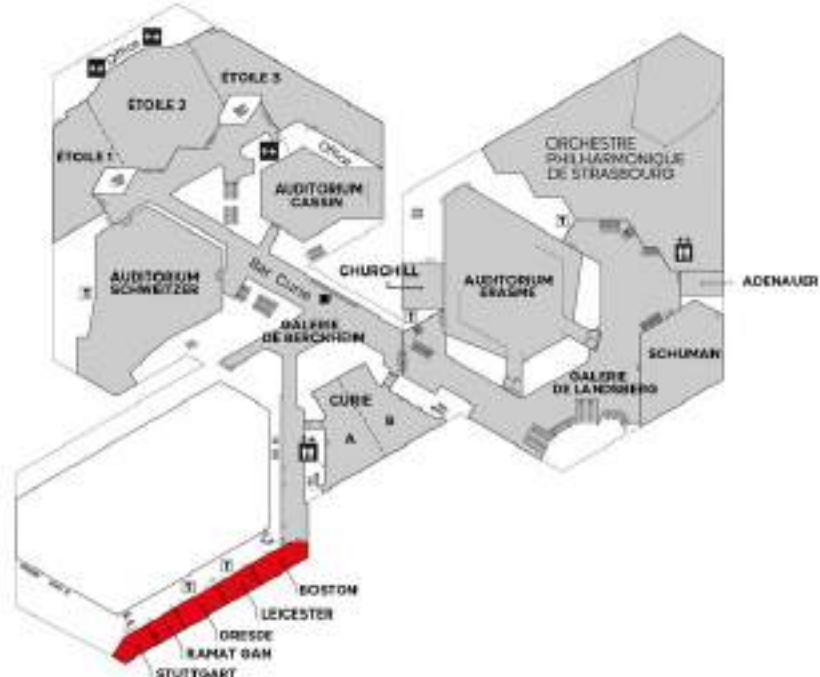 Office
ÉTOILE 3
ÉTOILE 2
ÉTOILE 1
Office
AUDITORIUM
CASSIN
ORCHESTRE
PHILHARMONIQUE
DE STRASBOURG
AUDITORIUM
SCHWEITZER
Bar Curie
CHURCHILL
AUDITORIUM
ERASME
ADENAUER
GALERIE
DE BERCKHEIM
SCHUMAN
GALERIE
DE LANDSBERG
CURIE
A
B
BOSTON
LEICESTER
DRESDE
RAMAT GAN
STUTTGART